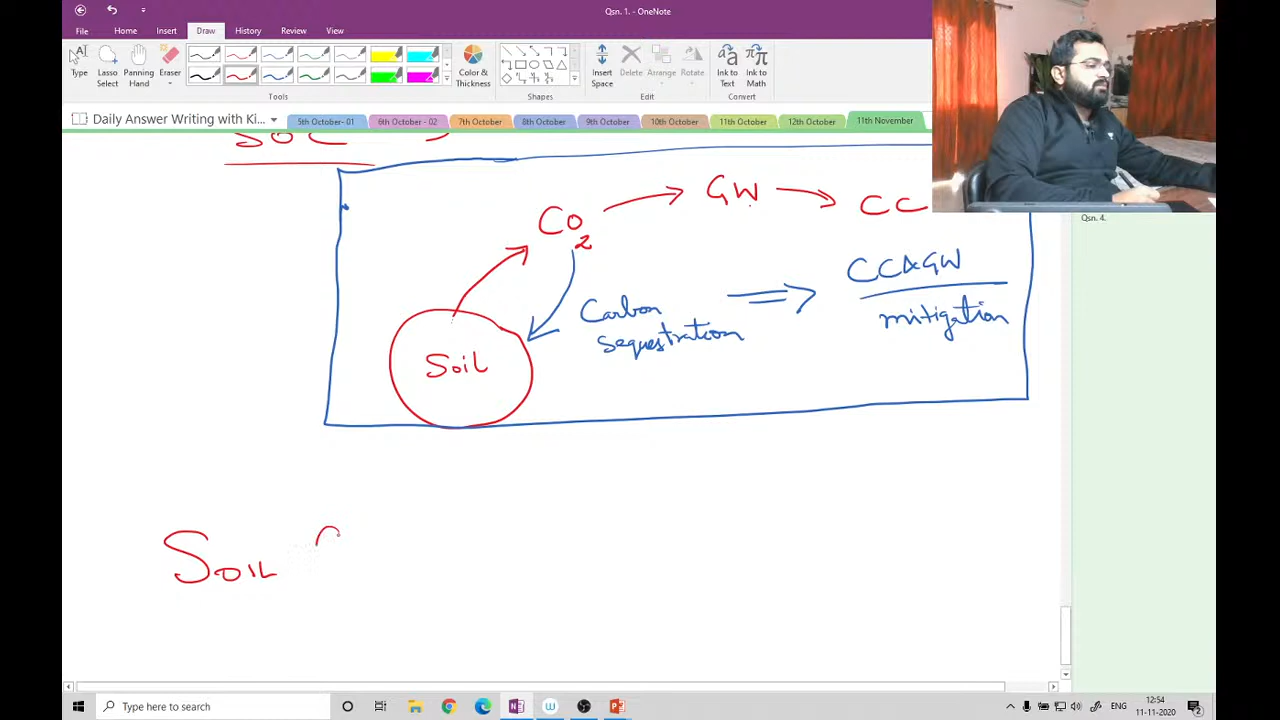 Qsn. 1. - OneNote
File Home Insert Draw History Review View
Type
Lasso Select
Panning Hand
Eraser
Color & Thickness
Insert Space
Delete
Arrange
Rotate
Ink to Text
Ink to Math
Tools
Shapes
Edit
Convert
Daily Answer Writing with Ki...
5th October- 01
6th October - 02
7th October
8th October
9th October
10th October
11th October
12th October
11th November
Qsn. 4.
SOC
CO2
GW
CC
CC&GW
mitigation
Carbon
sequestration
Soil
Soil
Type here to search
ENG
12:54
11-11-2020
2